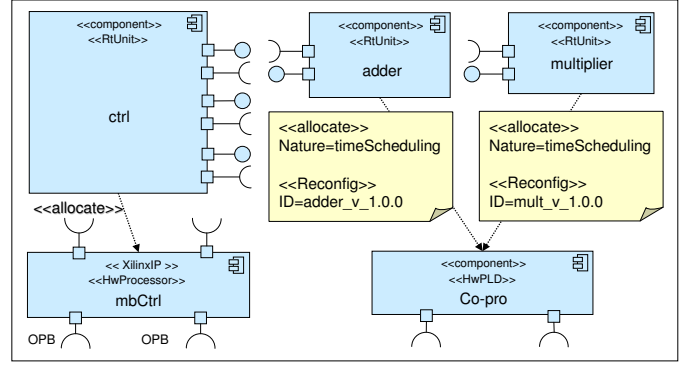 <<component>>
<<RtUnit>>
ctrl
<<component>>
<<RtUnit>>
adder
<<component>>
<<RtUnit>>
multiplier
<<allocate>>
Nature=timeScheduling
<<Reconfig>>
ID=adder_v_1.0.0
<<allocate>>
Nature=timeScheduling
<<Reconfig>>
ID=mult_v_1.0.0
<<allocate>>
<< XilinxIP >>
<<HwProcessor>>
mbCtrl
OPB
OPB
<<component>>
<<HwPLD>>
Co-pro